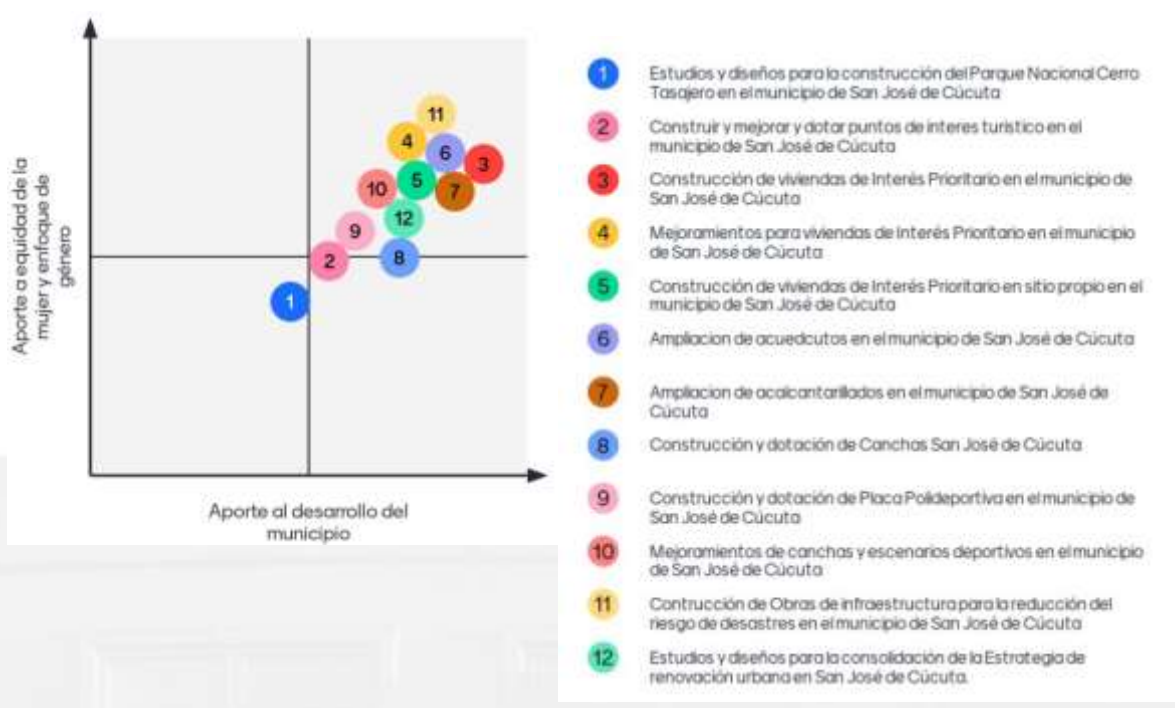 Aporte a equidad de la
mujer y enfoque de
género
11
4
6
3
5
10
7
12
9
2
8
1
Aporte al desarrollo del
municipio
1
Estudios y diseños para la construcción del Parque Nacional Cerro
Tasajero en el municipio de San José de Cúcuta
2
Construir y mejorar y dotar puntos de interes turístico en el
municipio de San José de Cúcuta
3
Construcción de viviendas de Interés Prioritario en el municipio de
San José de Cúcuta
4
Mejoramientos para viviendas de Interés Prioritario en el municipio
de San José de Cúcuta
5
Construcción de viviendas de Interés Prioritario en sitio propio en el
municipio de San José de Cúcuta
6
Ampliacion de acuedcutos en el municipio de San José de Cúcuta
7
Ampliacion de acalcantarillados en el municipio de San José de
Cúcuta
8
Construcción y dotación de Canchas San José de Cúcuta
9
Construcción y dotación de Placa Polideportiva en el municipio de
San José de Cúcuta
10
Mejoramientos de canchas y escenarios deportivos en el municipio
de San José de Cúcuta
11
Contrucción de Obras de infraestructura para la reducción del
riesgo de desastres en el municipio de San José de Cúcuta
12
Estudios y diseños para la consolidación de la Estrategia de
renovación urbana en San José de Cúcuta.